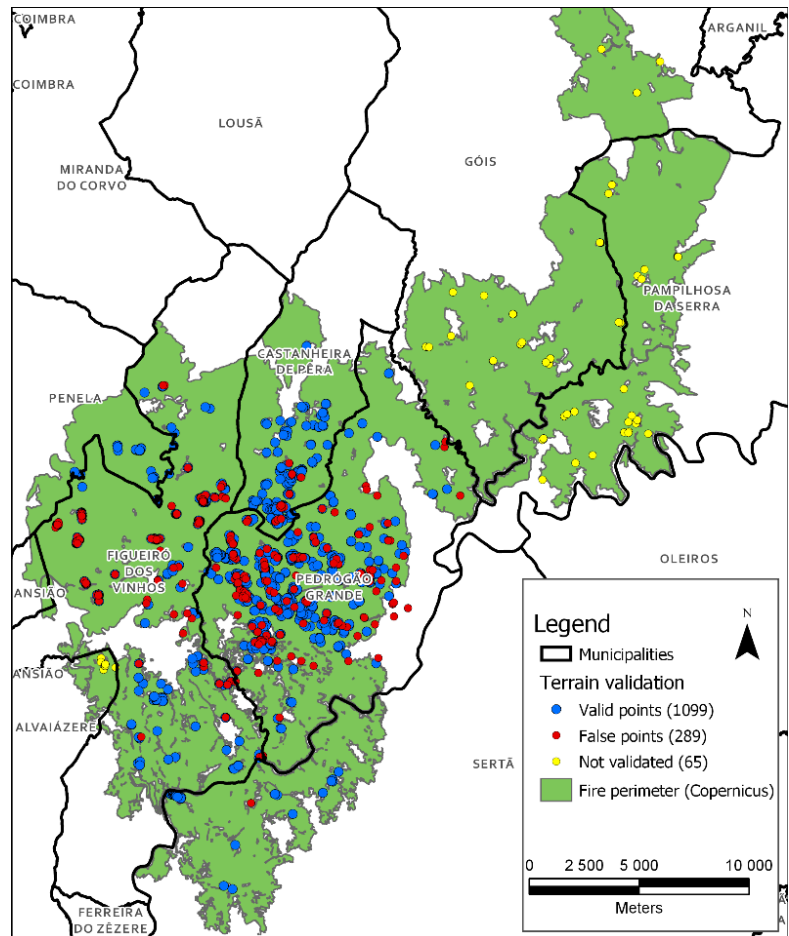 COIMBRA
ARGANIL
COIMBRA
LOUSÃ
GÓIS
MIRANDA
DO CORVO
PAMPILHOSA
DA SERRA
CASTANHEIRA
DE PÊRA
PENELA
OLEIROS
FIGUEIRÓ
DOS
VINHOS
PEDRÓGÃO
GRANDE
ANSIÃO
ANSIÃO
ALVAIÁZERE
SERTÃ
FERREIRA
DO ZÊZERE
Legend
N
Municipalities
Terrain validation
Valid points (1099)
False points (289)
Not validated (65)
Fire perimeter (Copernicus)
0 2 500 5 000 10 000
Meters